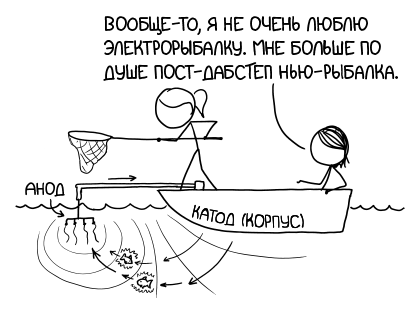 ВООБЩЕ-ТО, Я НЕ ОЧЕНЬ ЛЮБЛЮ
ЭЛЕКТРОРЫБАЛКУ. МНЕ БОЛЬШЕ ПО
ДУШЕ ПОСТ-ДАБСТЕП НЬЮ-РЫБАЛКА.
АНОД
КАТОД (КОРПУС)